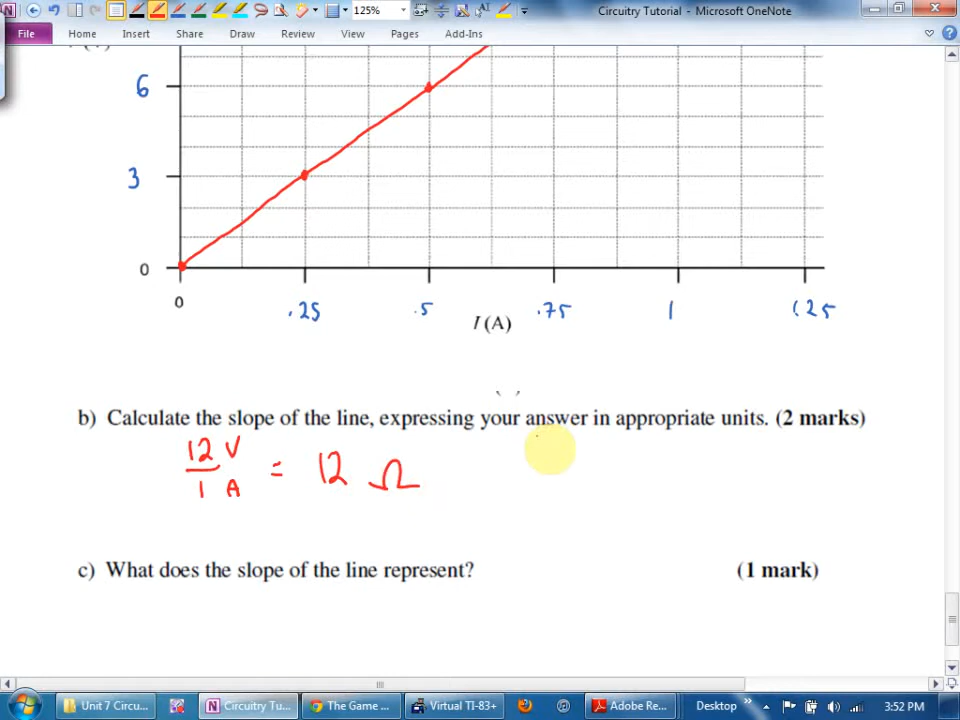 125%
Circuitry Tutorial - Microsoft OneNote
File Home Insert Share Draw Review View Pages Add-Ins
6
3
0
0 .25 .5 .75 1 1.25
I (A)
b) Calculate the slope of the line, expressing your answer in appropriate units. (2 marks)
12 V
= 12 Ω
1 A
c) What does the slope of the line represent? (1 mark)
Unit 7 Circu... Circuitry Tu... The Game ... Virtual TI-83+ Adobe Re... Desktop 3:52 PM